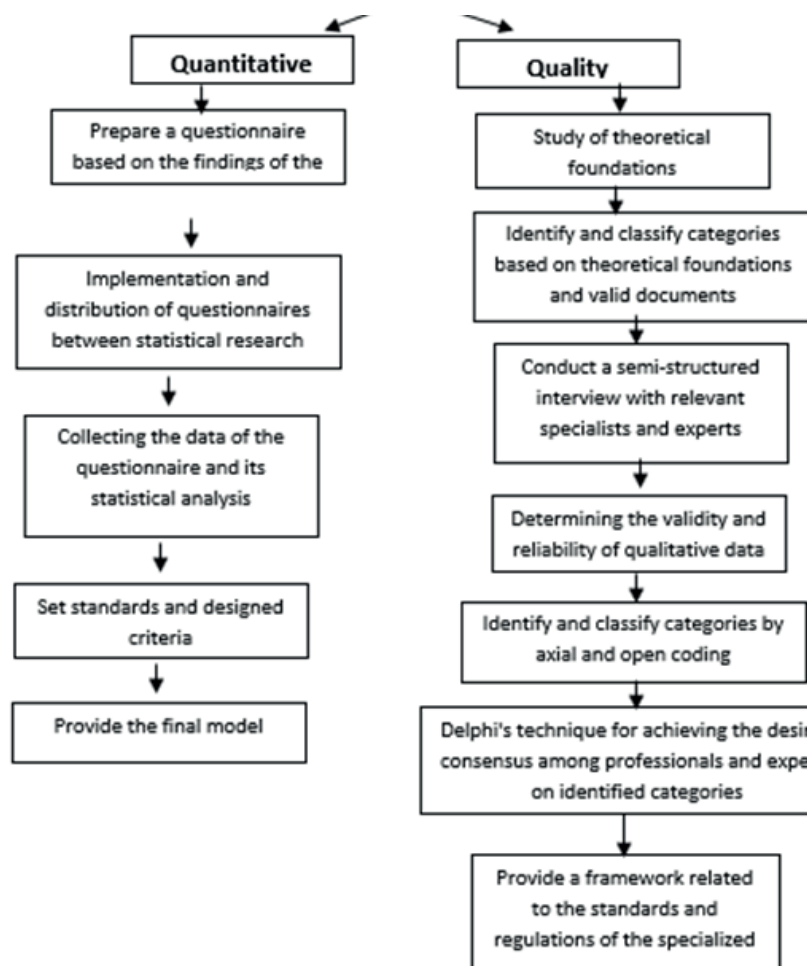 Quantitative
Prepare a questionnaire
based on the findings of the
Implementation and
distribution of questionnaires
between statistical research
Collecting the data of the
questionnaire and its
statistical analysis
Set standards and designed
criteria
Provide the final model
Quality
Study of theoretical
foundations
Identify and classify categories
based on theoretical foundations
and valid documents
Conduct a semi-structured
interview with relevant
specialists and experts
Determining the validity and
reliability of qualitative data
Identify and classify categories by
axial and open coding
Delphi's technique for achieving the
consensus among professionals and
on identified categories
Provide a framework related
to the standards and
regulations of the specialized